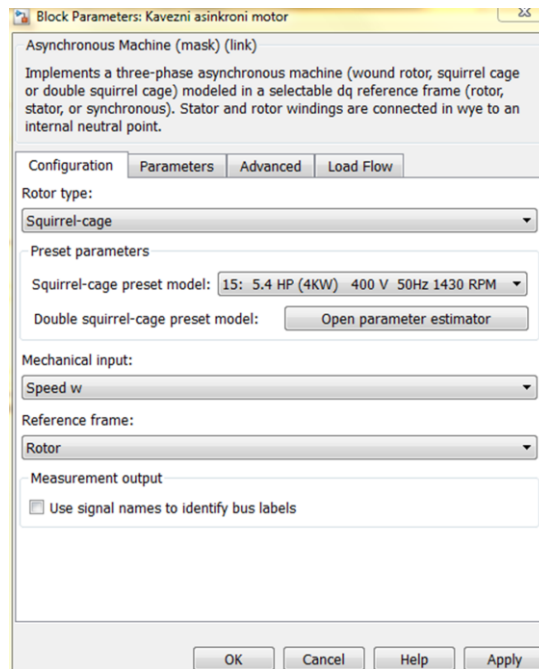 Block Parameters: Kavezni asinkroni motor
Asynchronous Machine (mask) (link)
Implements a three-phase asynchronous machine (wound rotor, squirrel cage
or double squirrel cage) modeled in a selectable dq reference frame (rotor,
stator, or synchronous). Stator and rotor windings are connected in wye to an
internal neutral point.
Configuration Parameters Advanced Load Flow
Rotor type:
Squirrel-cage
Preset parameters
Squirrel-cage preset model: 15: 5.4 HP (4KW) 400 V 50Hz 1430 RPM
Double squirrel-cage preset model: Open parameter estimator
Mechanical input:
Speed w
Reference frame:
Rotor
Measurement output
Use signal names to identify bus labels
OK Cancel Help Apply